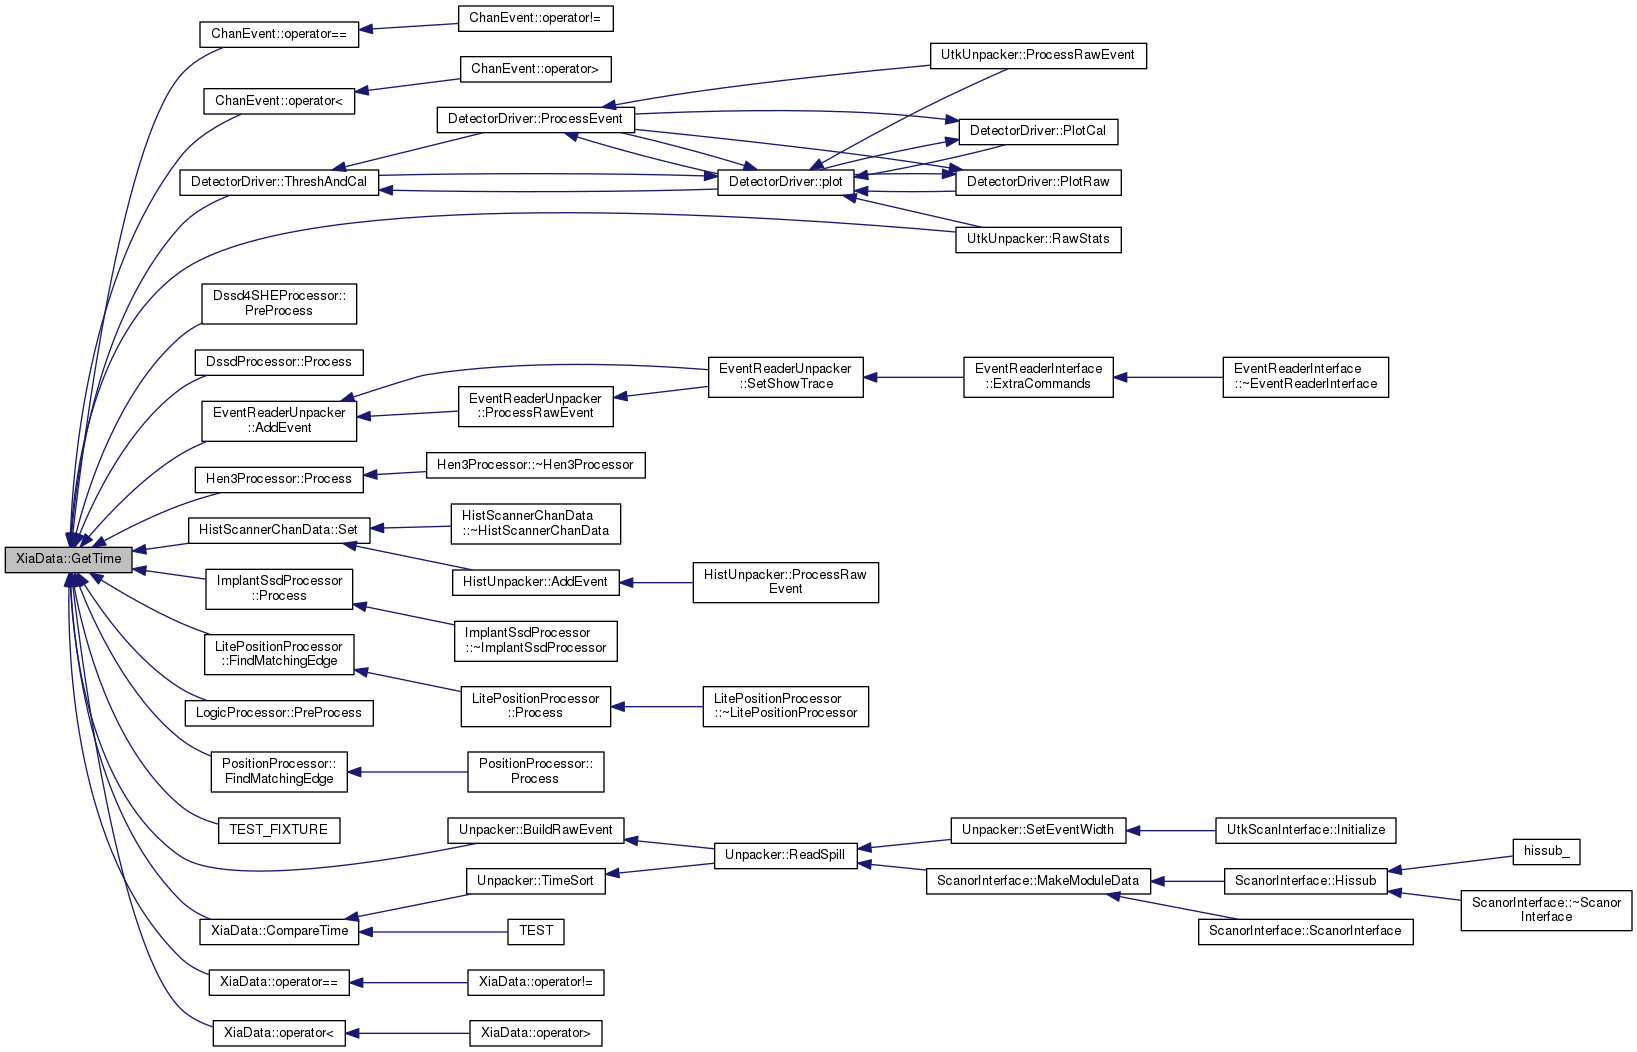 ChanEvent::operator==
ChanEvent::operator!=
ChanEvent::operator<
ChanEvent::operator>
DetectorDriver::ProcessEvent
UtkUnpacker::ProcessRawEvent
DetectorDriver::PlotCal
DetectorDriver::ThreshAndCal
DetectorDriver::plot
DetectorDriver::PlotRaw
UtkUnpacker::RawStats
Dssd4SHEProcessor::
PreProcess
DssdProcessor::Process
EventReaderUnpacker
::AddEvent
EventReaderUnpacker
::ProcessRawEvent
EventReaderUnpacker
::SetShowTrace
EventReaderInterface
::ExtraCommands
EventReaderInterface
::~EventReaderInterface
Hen3Processor::Process
Hen3Processor::~Hen3Processor
HistScannerChanData::Set
HistScannerChanData
::~HistScannerChanData
XiaData::GetTime
HistUnpacker::AddEvent
HistUnpacker::ProcessRaw
Event
ImplantSsdProcessor
::Process
ImplantSsdProcessor
::~ImplantSsdProcessor
LitePositionProcessor
::FindMatchingEdge
LitePositionProcessor
::Process
LitePositionProcessor
::~LitePositionProcessor
LogicProcessor::PreProcess
PositionProcessor::
FindMatchingEdge
PositionProcessor::
Process
TEST_FIXTURE
Unpacker::BuildRawEvent
Unpacker::ReadSpill
Unpacker::SetEventWidth
UtkScanInterface::Initialize
Unpacker::TimeSort
ScanorInterface::MakeModuleData
ScanorInterface::Hissub
hissub_
ScanorInterface::~Scanor
Interface
ScanorInterface::ScanorInterface
XiaData::CompareTime
TEST
XiaData::operator==
XiaData::operator!=
XiaData::operator<
XiaData::operator>